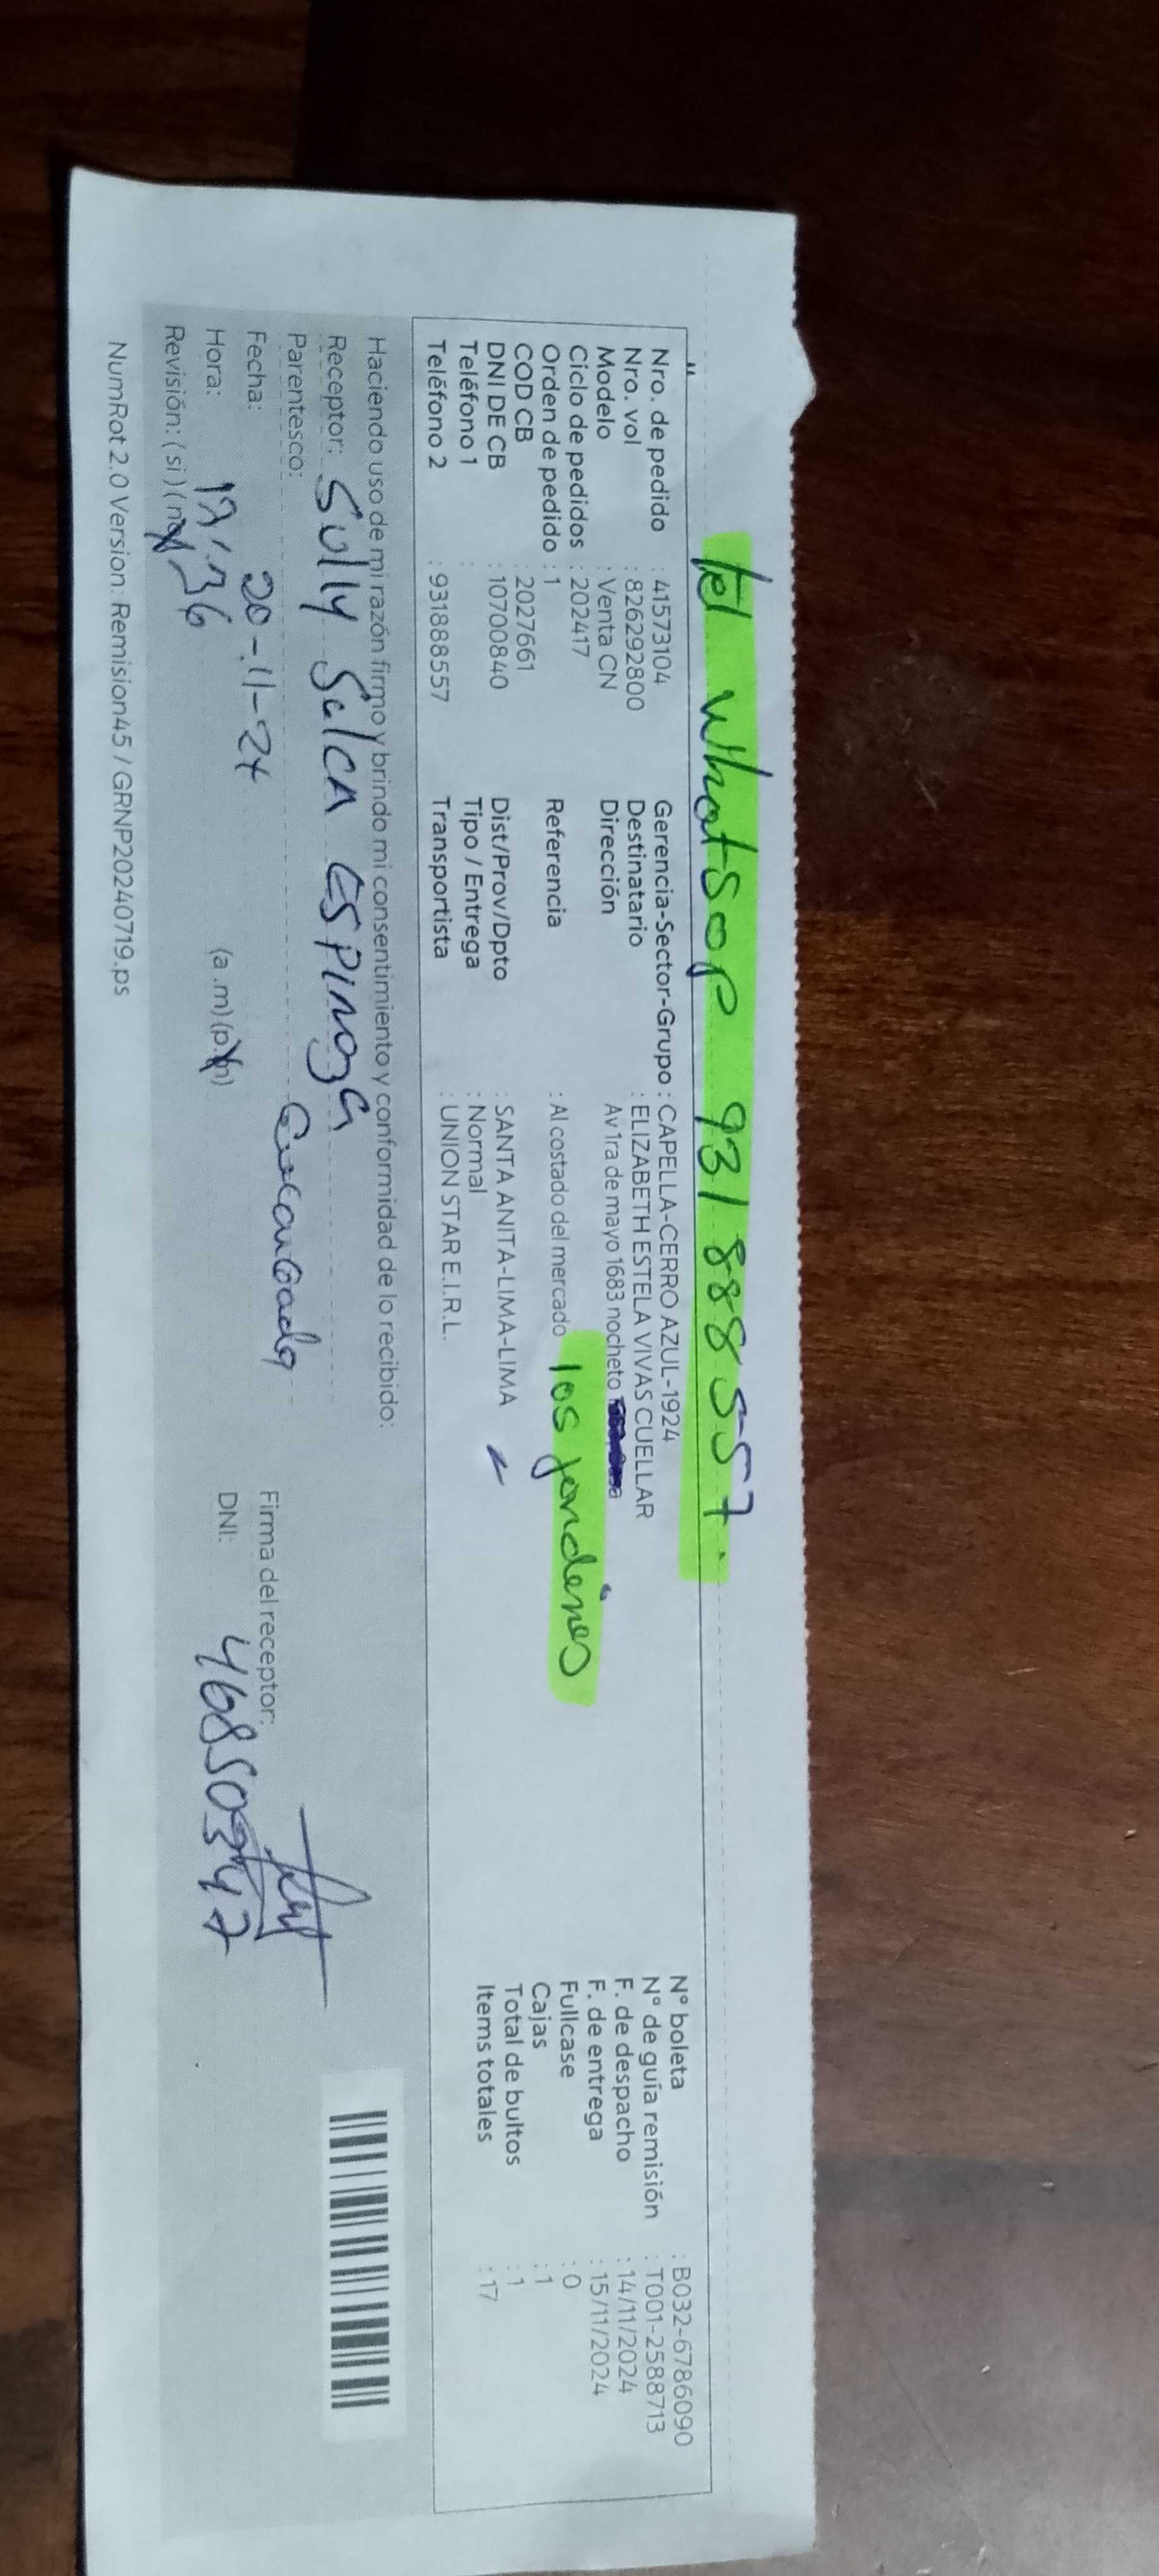 tel whatsop 931888557.
Nro. de pedido : 41573104
Nro. vol : 826292800
Modelo : Venta CN
Ciclo de pedidos : 202417
Orden de pedido : 1
COD CB : 2027661
DNI DE CB : 10700840
Teléfono 1 :
Teléfono 2 : 931888557
Gerencia-Sector-Grupo : CAPELLA-CERRO AZUL-1924
Destinatario : ELIZABETH ESTELA VIVAS CUELLAR
Dirección Av 1ra de mayo 1683 nocheto
Referencia : Al costado del mercado los jardines
Dist/Prov/Dpto : SANTA ANITA-LIMA-LIMA
Tipo / Entrega : Normal
Transportista : UNION STAR E.I.R.L.
N° boleta : B032-6786090
N° de guía remisión : T001-2588713
F. de despacho : 14/11/2024
F. de entrega : 15/11/2024
Fullcase : 0
Cajas : 1
Total de bultos : 1
Items totales : 17
Haciendo uso de mi razón firmo y brindo mi consentimiento y conformidad de lo recibido:
Receptor: Sully Salca Espinoza
Parentesco: Encargada
Fecha: 20-11-24
Hora: (a.m) (p.m)
Revisión: (si) (no)
Firma del receptor:
DNI: 46850347
NumRot 2.0 Version: Remision45 / GRNP20240719.ps